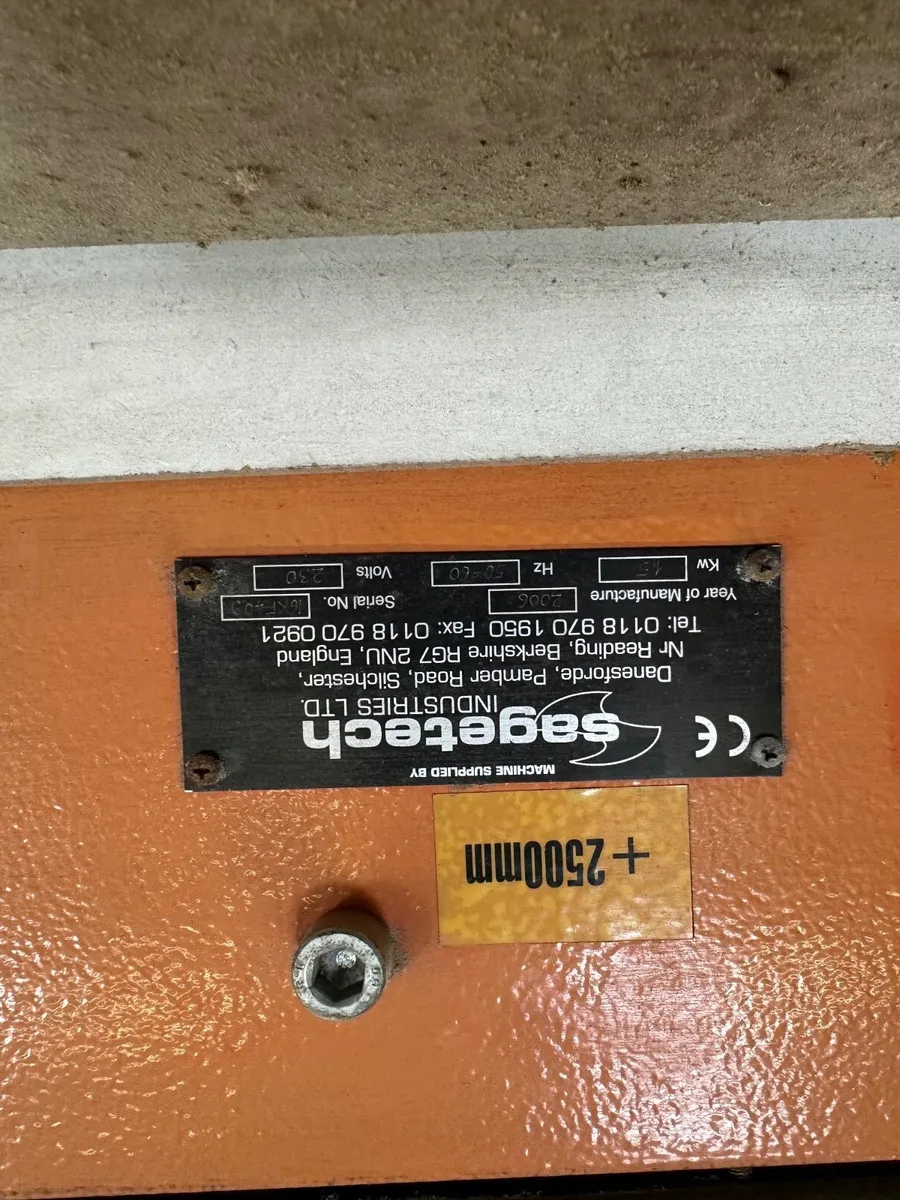 + 2500mm
MACHINE SUPPLIED BY
CE sagetech
INDUSTRIES LTD.
Danesforde, Pamber Road, Silchester,
Nr Reading, Berkshire RG7 2NU, England
Tel: 0118 970 1950 Fax: 0118 970 0921
Year of Manufacture 2006 Serial No.
Kw 1.5 Hz 50-60 Volts 230